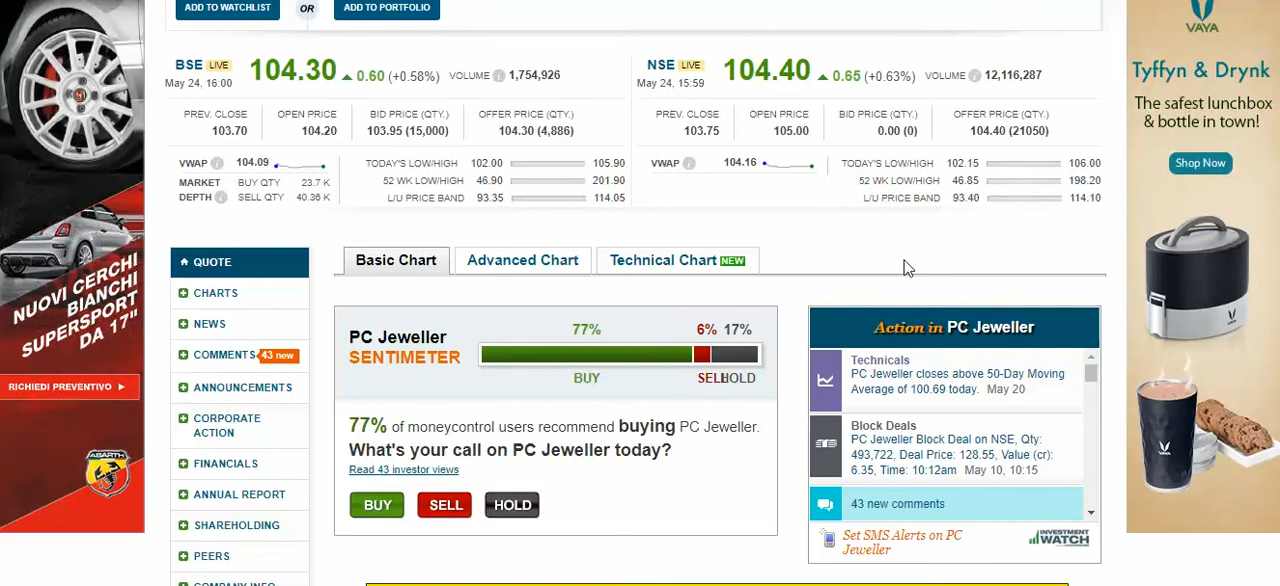 ADD TO WATCHLIST OR ADD TO PORTFOLIO
BSE LIVE 104.30 0.60 (+0.58%) VOLUME 1,754,926
May 24, 16:00
PREV. CLOSE OPEN PRICE BID PRICE (QTY.) OFFER PRICE (QTY.)
103.70 104.20 103.95 (15,000) 104.30 (4,886)
VWAP 104.09
MARKET DEPTH BUY QTY 23.7 K
SELL QTY 40.36 K
TODAY'S LOW/HIGH 102.00 105.90
52 WK LOW/HIGH 46.90 201.90
L/U PRICE BAND 93.35 114.05
NSE LIVE 104.40 0.65 (+0.63%) VOLUME 12,116,287
May 24, 15:59
PREV. CLOSE OPEN PRICE BID PRICE (QTY.) OFFER PRICE (QTY.)
103.75 105.00 0.00 (0) 104.40 (21050)
VWAP 104.16
TODAY'S LOW/HIGH 102.15 106.00
52 WK LOW/HIGH 46.85 198.20
L/U PRICE BAND 93.40 114.10
QUOTE
CHARTS
NEWS
COMMENTS 43 new
ANNOUNCEMENTS
CORPORATE
ACTION
FINANCIALS
ANNUAL REPORT
SHAREHOLDING
PEERS
COMPANY INFO
Basic Chart Advanced Chart Technical Chart NEW
PC Jeweller
SENTIMETER
77% 6% 17%
BUY SELL HOLD
77% of moneycontrol users recommend buying PC Jeweller.
What's your call on PC Jeweller today?
Read 43 investor views
BUY SELL HOLD
Action in PC Jeweller
Technicals
PC Jeweller closes above 50-Day Moving
Average of 100.69 today. May 20
Block Deals
PC Jeweller Block Deal on NSE, Qty:
493,722, Deal Price: 128.55, Value (cr):
6.35, Time: 10:12am May 10, 10:15
43 new comments
Set SMS Alerts on PC
Jeweller
INVESTMENT
WATCH
NUOVI CERCHI
BIANCHI
SUPERSPORT
DA 17"
RICHIEDI PREVENTIVO
ABARTH
VAYA
Tyffyn & Drynk
The safest lunchbox
& bottle in town!
Shop Now